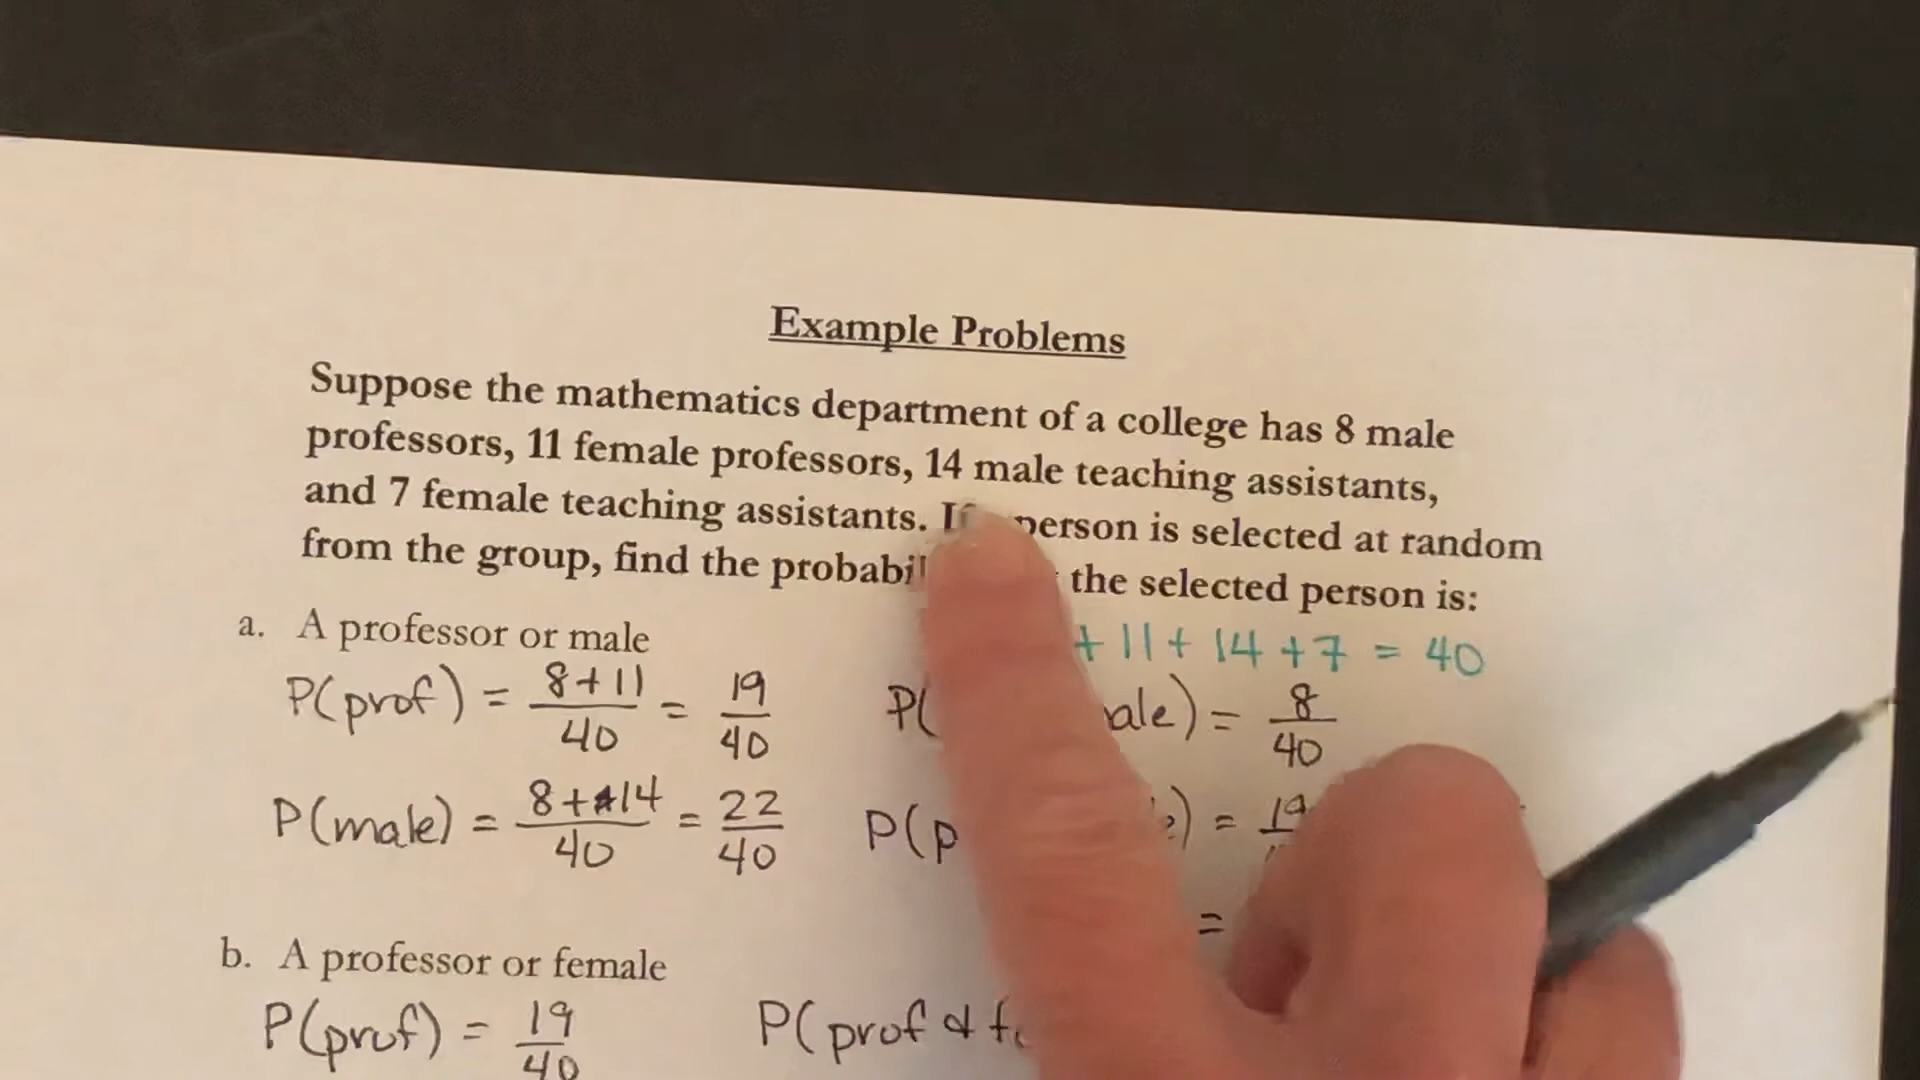 Example Problems
Suppose the mathematics department of a college has 8 male
professors, 11 female professors, 14 male teaching assistants,
and 7 female teaching assistants. person is selected at random
from the group, find the the selected person is:
a. A professor or male
+ 11 + 14 + 7 = 40
P(prof) = 8+11/40 = 19/40 P( ) = 8/40
P(male) = 8+14/40 = 22/40 P(p ) = 19
=
b. A professor or female
P(prof) = 19/40 P(prof &